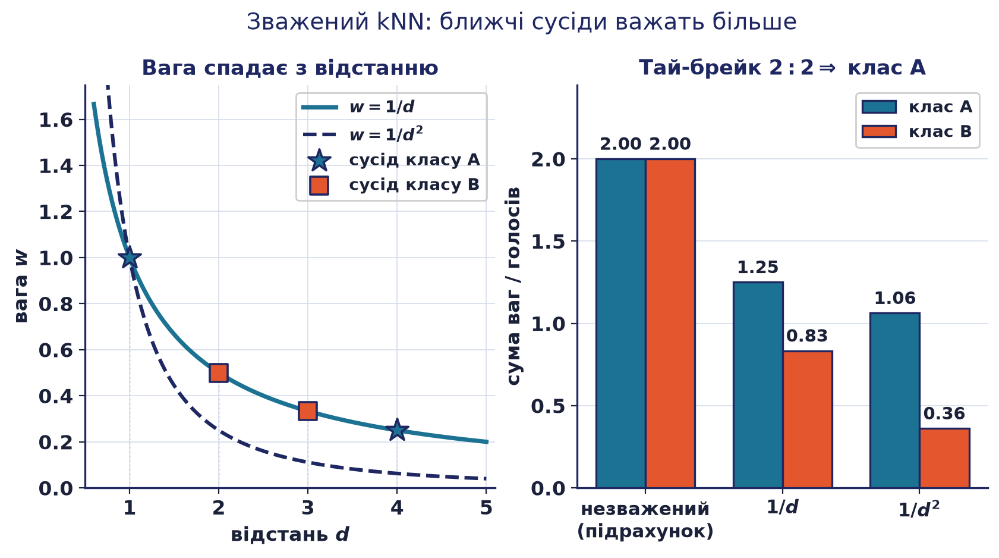 Зважений kNN: ближчі сусіди важать більше
Вага спадає з відстанню
w = 1/d
w = 1/d²
сусід класу A
сусід класу B
вага w
1.6
1.4
1.2
1.0
0.8
0.6
0.4
0.2
0.0
1 2 3 4 5
відстань d
Тай-брейк 2 : 2 ⇒ клас A
клас A
клас B
сума ваг / голосів
2.0
1.5
1.0
0.5
0.0
2.00 2.00
1.25
0.83
1.06
0.36
незважений
(підрахунок)
1/d
1/d²